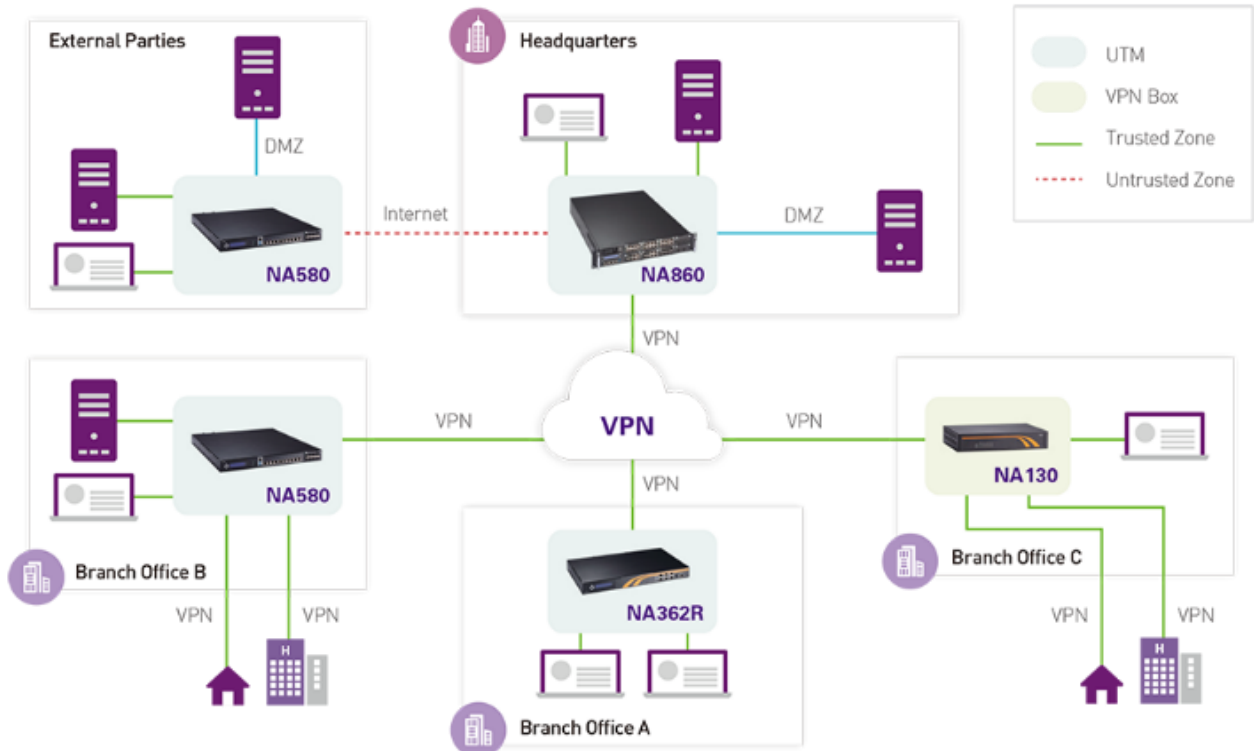 External Parties
DMZ
NA580
Internet
Headquarters
NA860
DMZ
VPN
UTM
VPN Box
Trusted Zone
Untrusted Zone
VPN
VPN
VPN
VPN
NA580
Branch Office B
VPN
VPN
H
NA362R
Branch Office A
NA130
Branch Office C
VPN
VPN
H